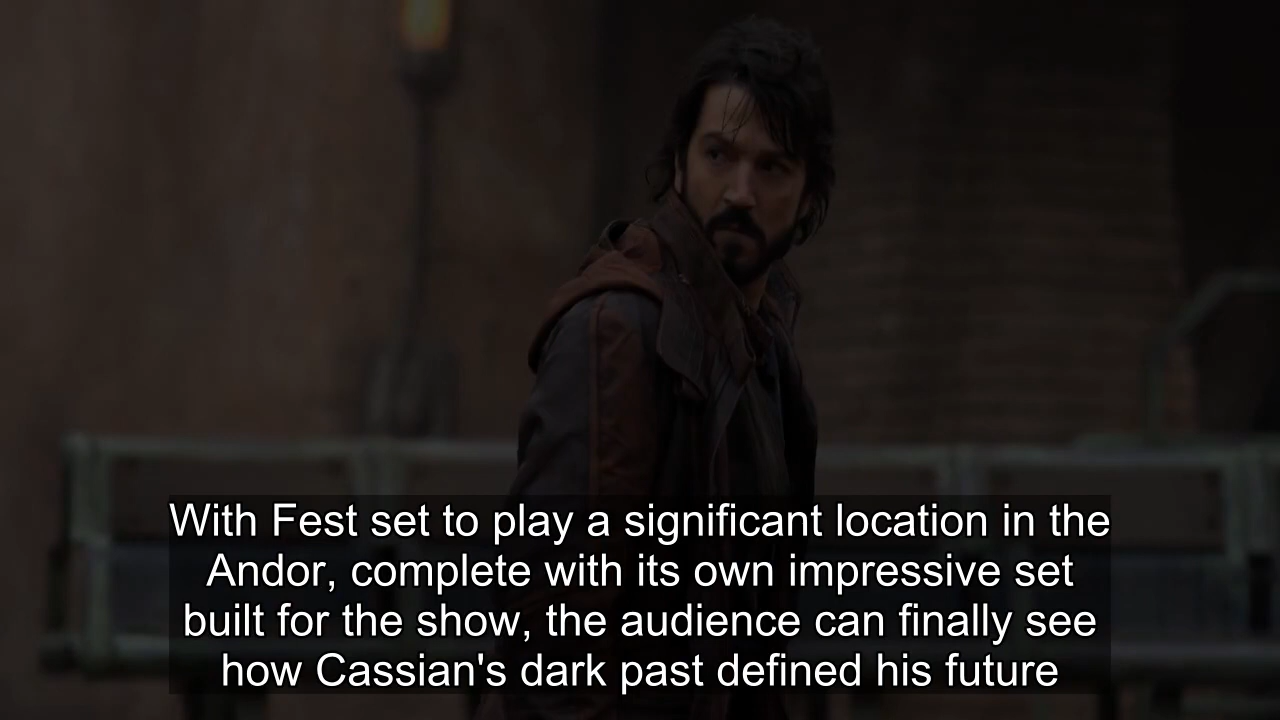 With Fest set to play a significant location in the
Andor, complete with its own impressive set
built for the show, the audience can finally see
how Cassian's dark past defined his future